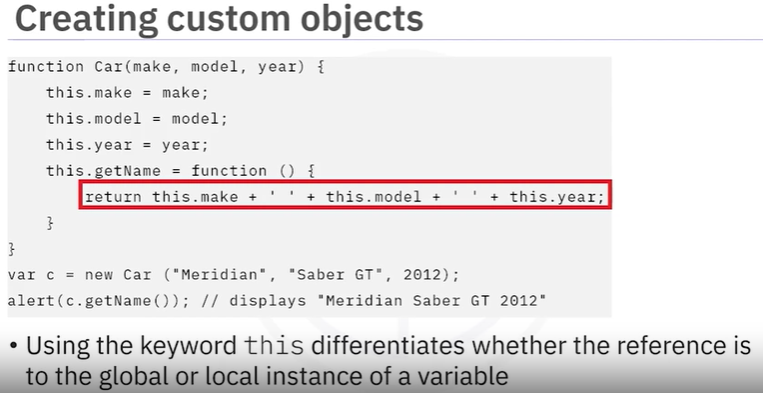 Creating custom objects
function Car(make, model, year) {
    this.make = make;
    this.model = model;
    this.year = year;
    this.getName = function () {
        return this.make + ' ' + this.model + ' ' + this.year;
    }
}
var c = new Car ("Meridian", "Saber GT", 2012);
alert(c.getName()); // displays "Meridian Saber GT 2012"
• Using the keyword this differentiates whether the reference is
to the global or local instance of a variable